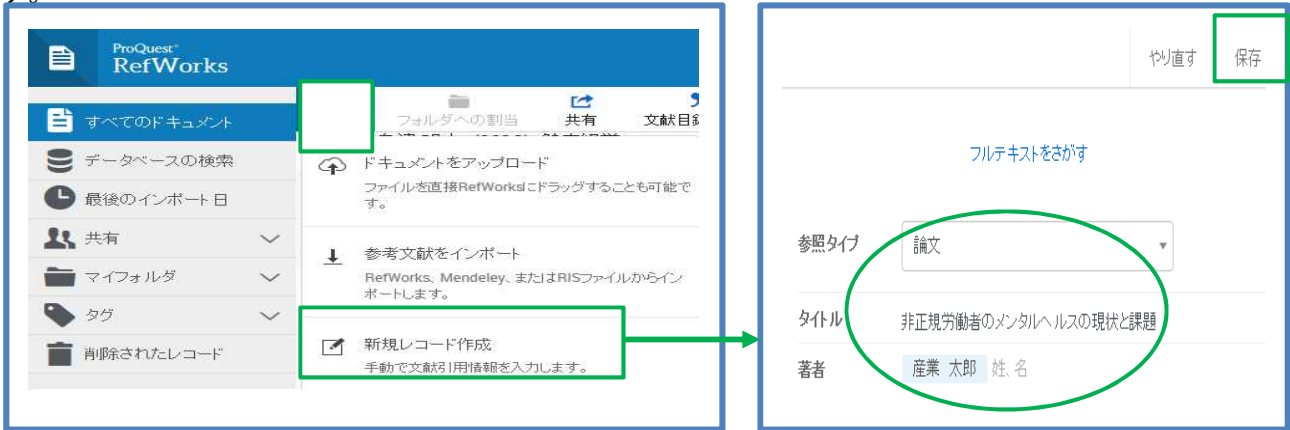 す。
ProQuest®
RefWorks
すべてのドキュメント
データベースの検索
最後のインポート日
共有
マイフォルダ
タグ
削除されたレコード
フォルダへの割当
共有
文献目録
ドキュメントをアップロード
ファイルを直接RefWorksにドラッグすることも可能で
す。
参考文献をインポート
RefWorks、Mendeley、またはRISファイルからイン
ポートします。
新規レコード作成
手動で文献引用情報を入力します。
やり直す
保存
フルテキストをさがす
参照タイプ
論文
タイトル
非正規労働者のメンタルヘルスの現状と課題
著者
産業 太郎 姓、名